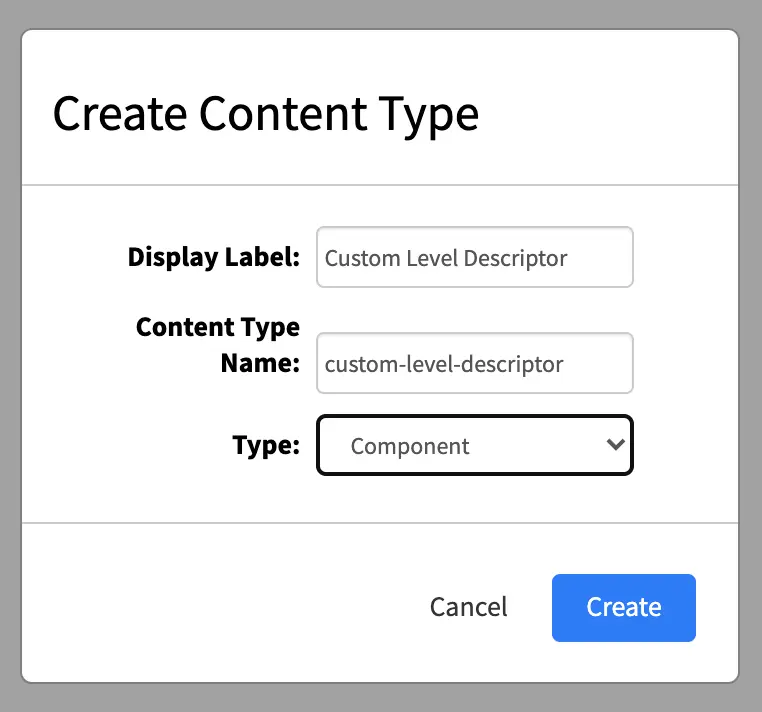 Create Content Type
Display Label: Custom Level Descriptor
Content Type
Name: custom-level-descriptor
Type: Component
Cancel Create